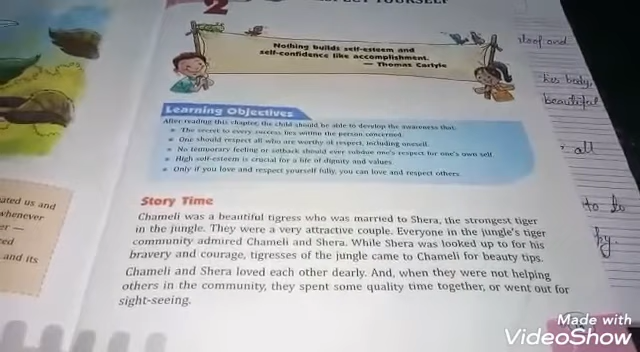 2
RESPECT YOURSELF
Nothing builds self-esteem and
self-confidence like accomplishment.
— Thomas Carlyle
Learning Objectives
After reading this chapter, the child should be able to develop the awareness that:
The secret to every success lies within the person concerned.
One should respect all who are worthy of respect, including oneself.
No temporary feeling or setback should ever subdue one's respect for one's own self.
High self-esteem is crucial for a life of dignity and values.
Only if you love and respect yourself fully, you can love and respect others.
Story Time
Chameli was a beautiful tigress who was married to Shera, the strongest tiger
in the jungle. They were a very attractive couple. Everyone in the jungle's tiger
community admired Chameli and Shera. While Shera was looked up to for his
bravery and courage, tigresses of the jungle came to Chameli for beauty tips.
Chameli and Shera loved each other dearly. And, when they were not helping
others in the community, they spent some quality time together, or went out for
sight-seeing.
ated us and
whenever
er —
ed
and its
and
his body,
beautiful
all
to do
by.
Made with
VideoShow